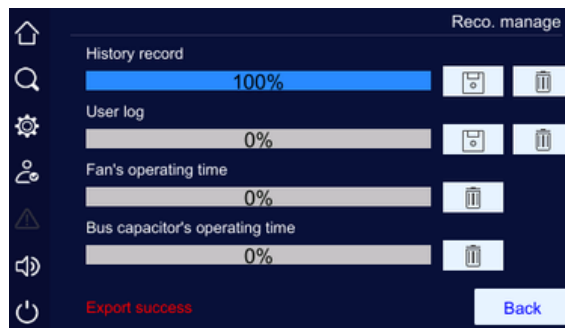 Reco. manage
History record
100%
User log
0%
Fan's operating time
0%
Bus capacitor's operating time
0%
Export success
Back